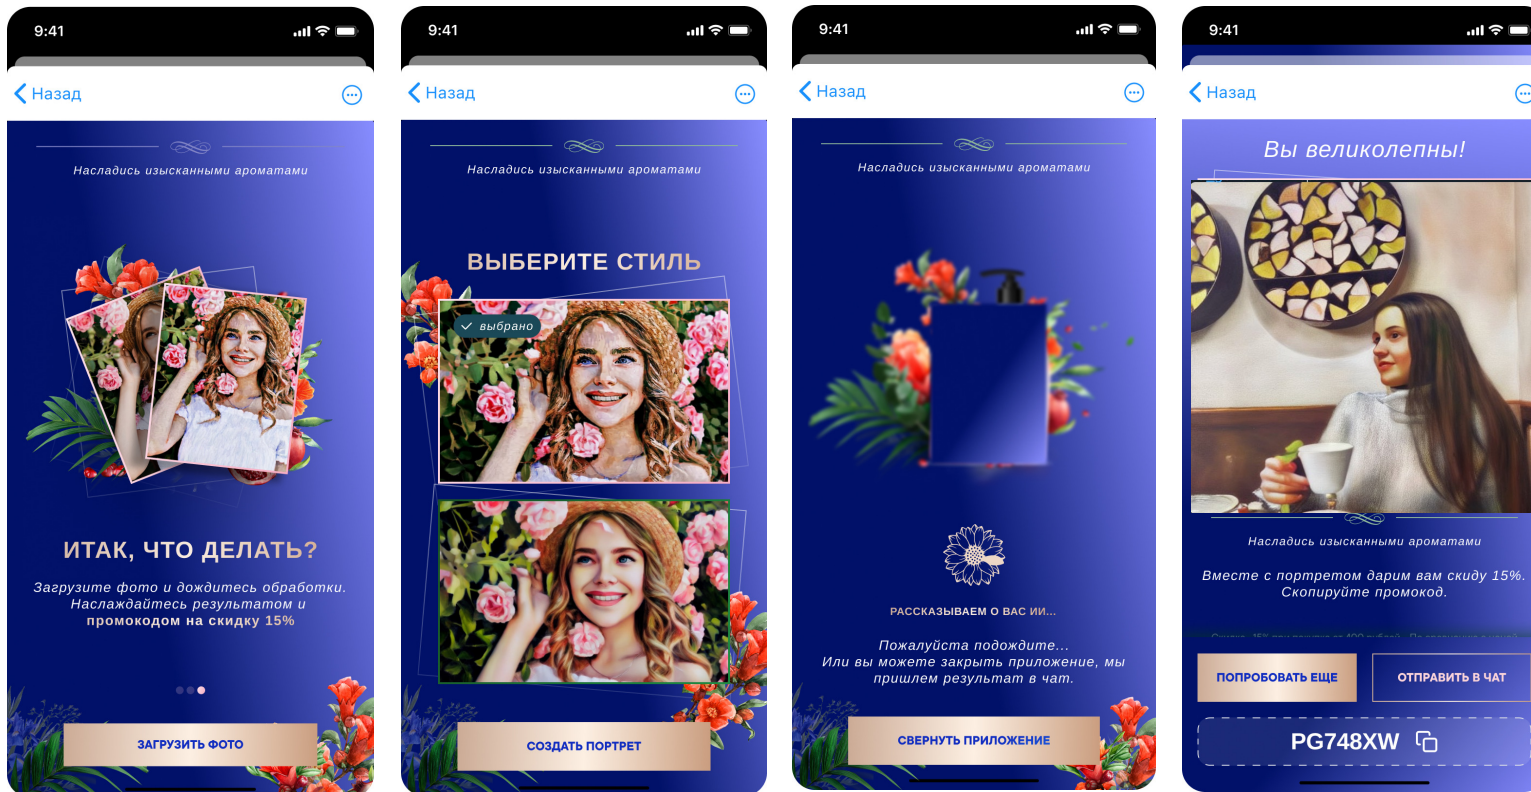 9:41
Назад
Насладись изысканными ароматами
ИТАК, ЧТО ДЕЛАТЬ?
Загрузите фото и дождитесь обработки.
Наслаждайтесь результатом и
промокодом на скидку 15%
ЗАГРУЗИТЬ ФОТО
9:41
Назад
Насладись изысканными ароматами
ВЫБЕРИТЕ СТИЛЬ
выбрано
СОЗДАТЬ ПОРТРЕТ
9:41
Назад
Насладись изысканными ароматами
РАССКАЗЫВАЕМ О ВАС ИИ...
Пожалуйста подождите...
Или вы можете закрыть приложение, мы
пришлем результат в чат.
СВЕРНУТЬ ПРИЛОЖЕНИЕ
9:41
Назад
Вы великолепны!
Насладись изысканными ароматами
Вместе с портретом дарим вам скидку 15%.
Скопируйте промокод.
ПОПРОБОВАТЬ ЕЩЕ
ОТПРАВИТЬ В ЧАТ
PG748XW